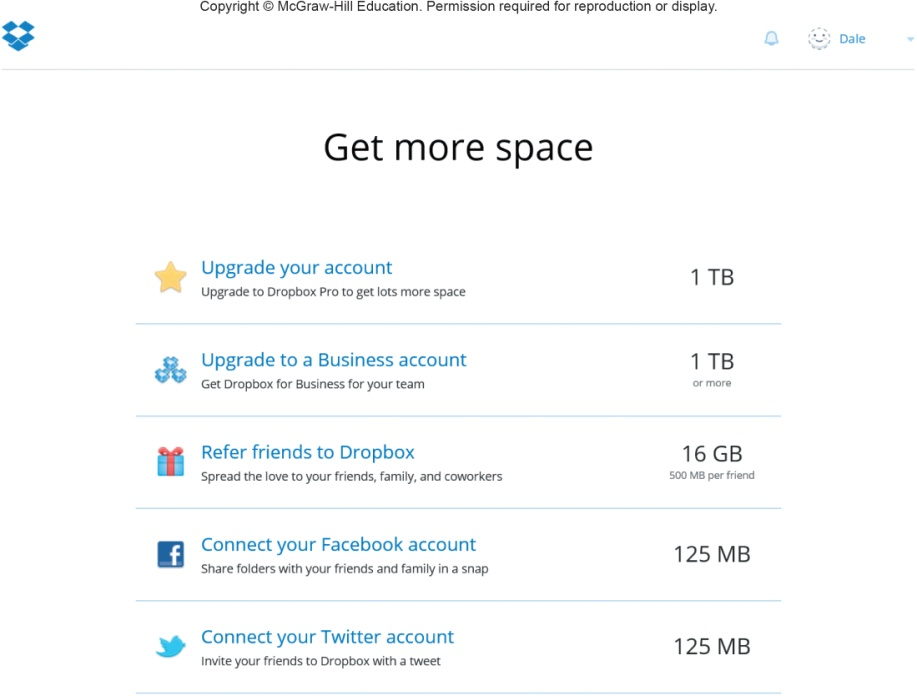 Copyright © McGraw-Hill Education. Permission required for reproduction or display.
Dale
Get more space
Upgrade your account
Upgrade to Dropbox Pro to get lots more space
1 TB
Upgrade to a Business account
Get Dropbox for Business for your team
1 TB
or more
Refer friends to Dropbox
Spread the love to your friends, family, and coworkers
16 GB
500 MB per friend
Connect your Facebook account
Share folders with your friends and family in a snap
125 MB
Connect your Twitter account
Invite your friends to Dropbox with a tweet
125 MB